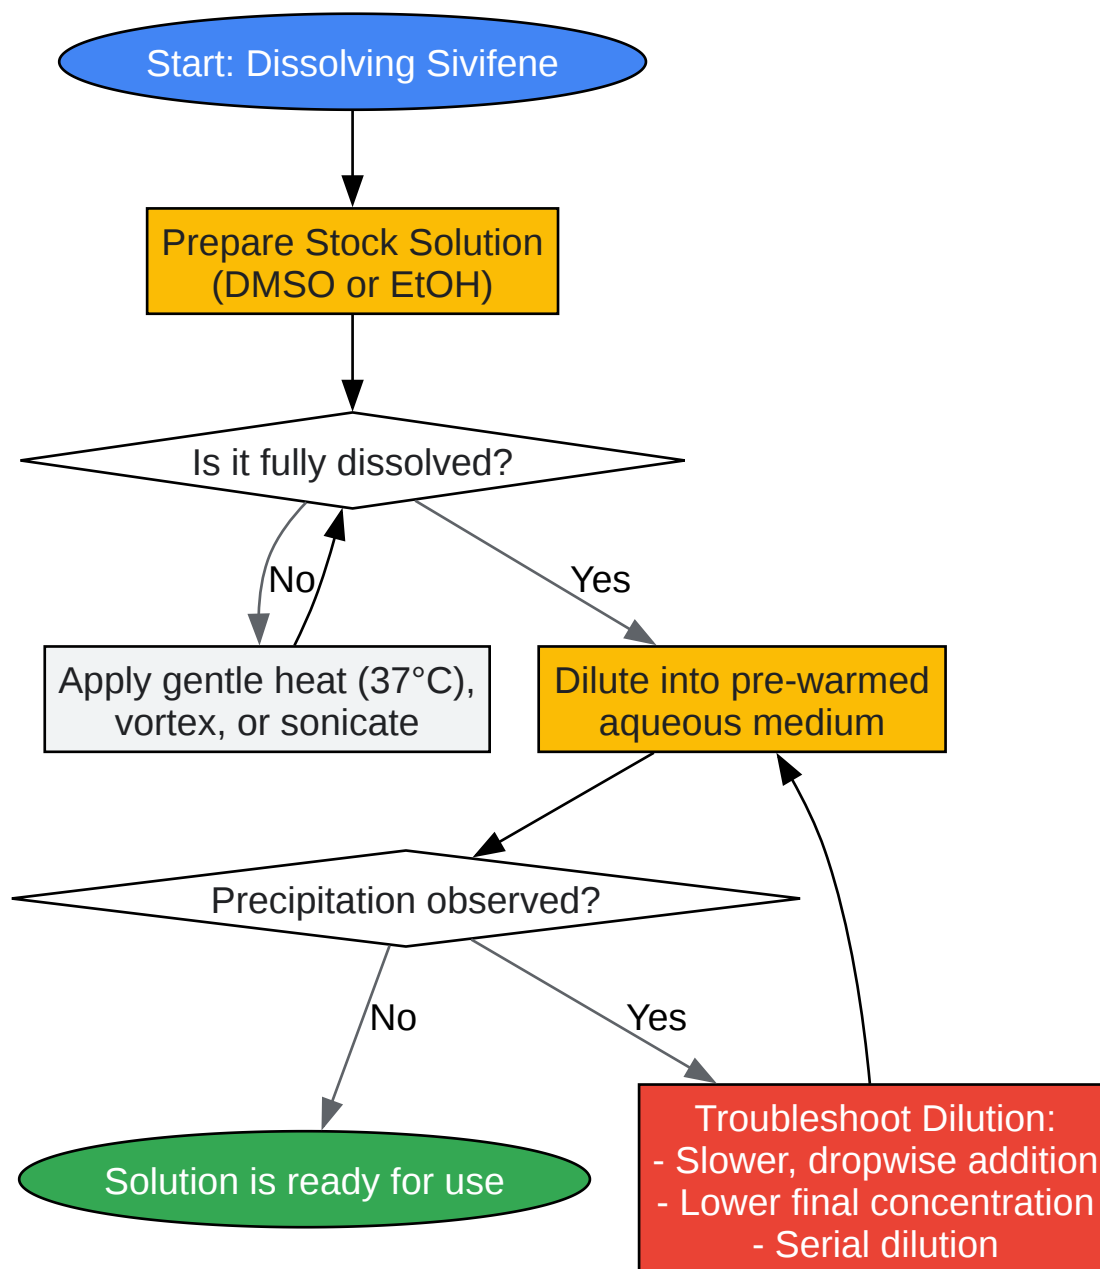 Start: Dissolving Sivifene
Prepare Stock Solution
(DMSO or EtOH)
Is it fully dissolved?
No
Yes
Apply gentle heat (37°C),
vortex, or sonicate
Dilute into pre-warmed
aqueous medium
Precipitation observed?
No
Yes
Troubleshoot Dilution:
- Slower, dropwise addition
- Lower final concentration
- Serial dilution
Solution is ready for use